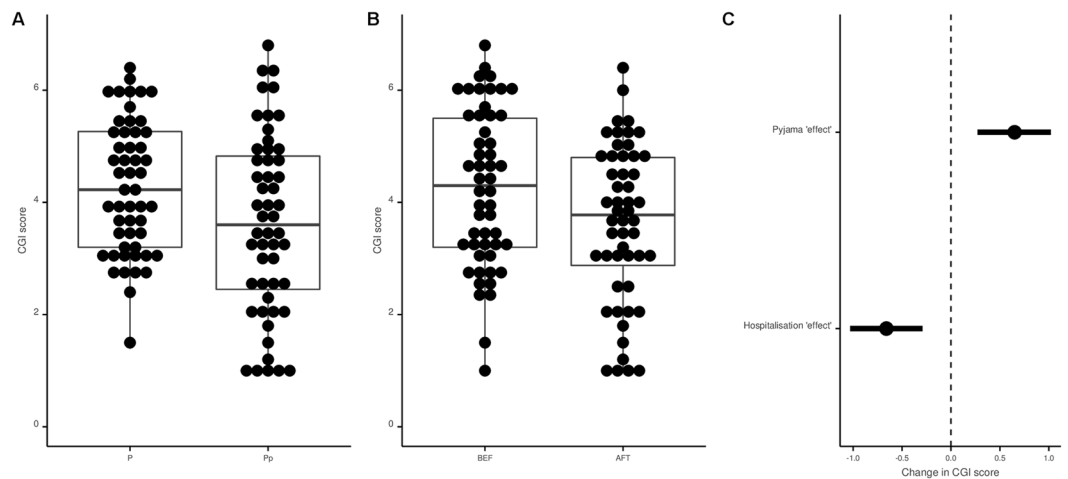 A
CGI score
6
4
2
0
P
Pp
B
CGI score
6
4
2
0
BEF
AFT
C
Pyjama 'effect'
Hospitalisation 'effect'
-1.0
-0.5
0.0
0.5
1.0
Change in CGI score